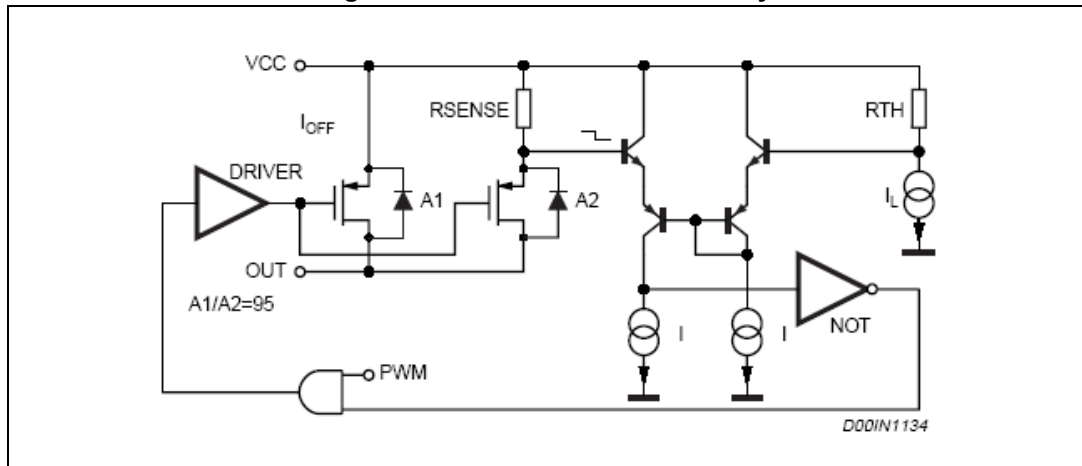 VCC
RSENSE
RTH
IOFF
DRIVER
A1
A2
IL
OUT
A1/A2=95
NOT
I
I
PWM
D00IN1134